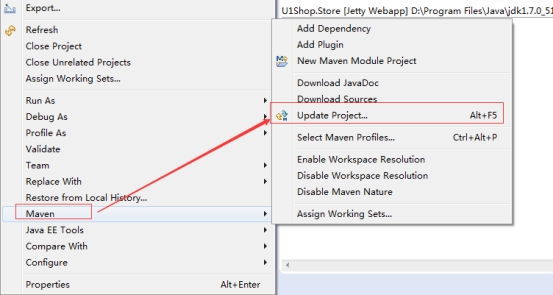 Export...
Refresh
Close Project
Close Unrelated Projects
Assign Working Sets...
Run As
Debug As
Profile As
Validate
Team
Replace With
Restore from Local History...
Maven
Java EE Tools
Compare With
Configure
Properties Alt+Enter
U1Shop.Store [Jetty Webapp] D:\Program Files\Java\jdk1.7.0_51
Add Dependency
Add Plugin
New Maven Module Project
Download JavaDoc
Download Sources
Update Project... Alt+F5
Select Maven Profiles... Ctrl+Alt+P
Enable Workspace Resolution
Disable Workspace Resolution
Disable Maven Nature
Assign Working Sets...